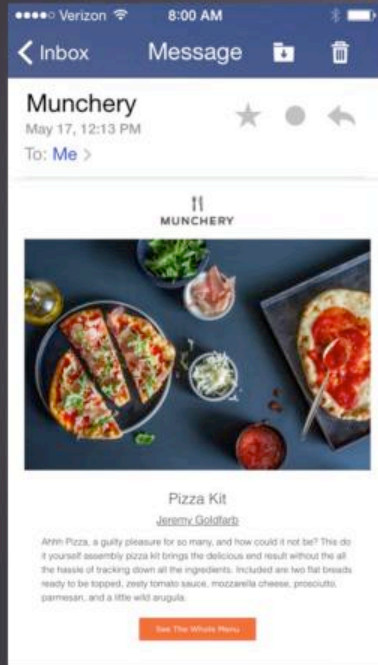 Verizon 8:00 AM
Inbox Message
Munchery
May 17, 12:13 PM
To: Me >
MUNCHERY
Pizza Kit
Jeremy Goldfarb
Ahhh Pizza, a guilty pleasure for so many, and how could it not be? This do
it yourself assembly pizza kit brings the delicious end result without the all
the hassle of tracking down all the ingredients. Included are two flat breads
ready to be topped, zesty tomato sauce, mozzarella cheese, prosciutto,
parmesan, and a little wild arugula.
See The Whole Menu